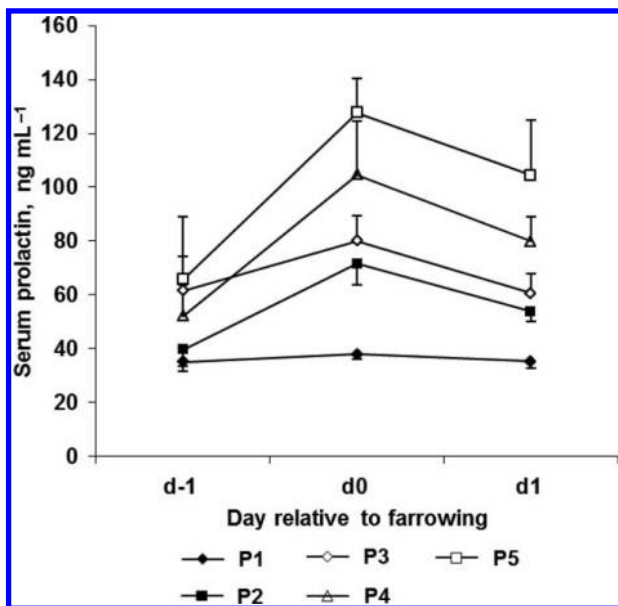 160
140
120
100
80
60
40
20
0
Serum prolactin, ng mL⁻¹
d-1 d0 d1
Day relative to farrowing
P1 P3 P5
P2 P4